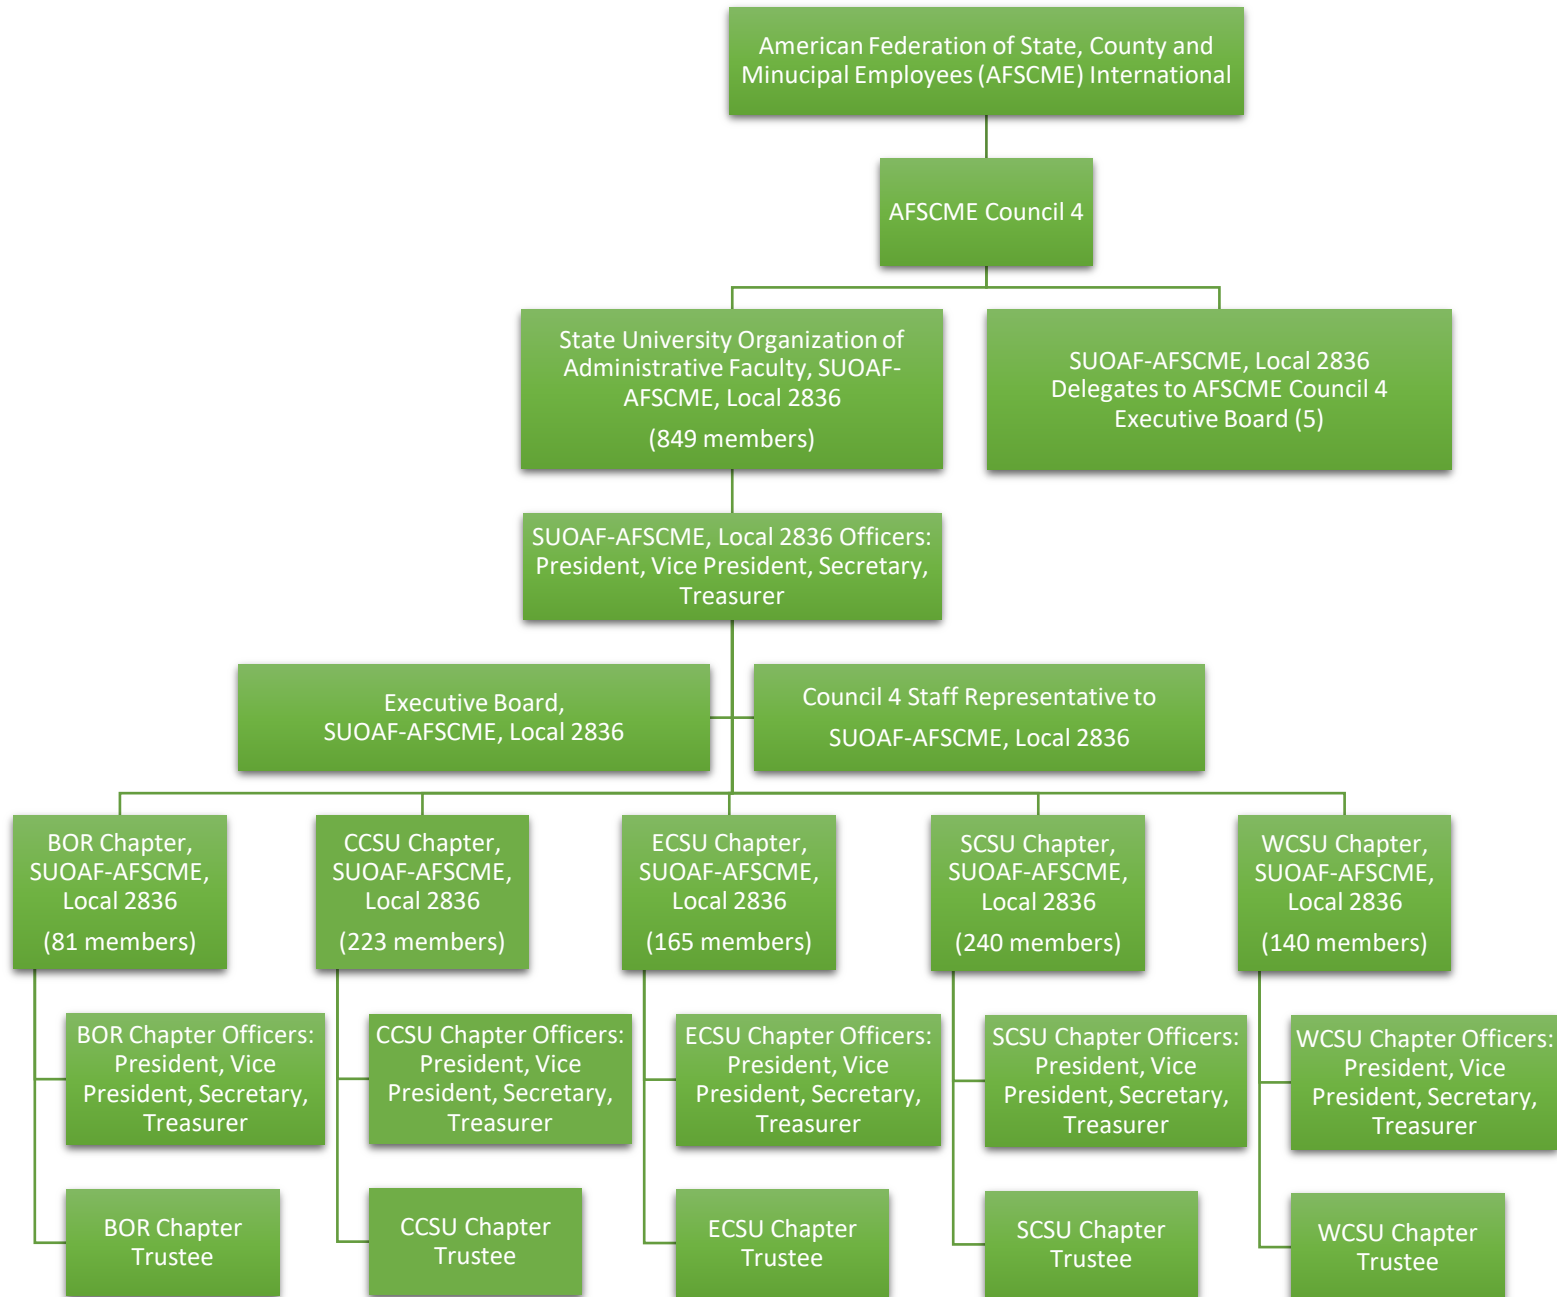 American Federation of State, County and
Minucipal Employees (AFSCME) International
AFSCME Council 4
State University Organization of
Administrative Faculty, SUOAF-
AFSCME, Local 2836
(849 members)
SUOAF-AFSCME, Local 2836
Delegates to AFSCME Council 4
Executive Board (5)
SUOAF-AFSCME, Local 2836 Officers:
President, Vice President, Secretary,
Treasurer
Executive Board,
SUOAF-AFSCME, Local 2836
Council 4 Staff Representative to
SUOAF-AFSCME, Local 2836
BOR Chapter,
SUOAF-AFSCME,
Local 2836
(81 members)
CCSU Chapter,
SUOAF-AFSCME,
Local 2836
(223 members)
ECSU Chapter,
SUOAF-AFSCME,
Local 2836
(165 members)
SCSU Chapter,
SUOAF-AFSCME,
Local 2836
(240 members)
WCSU Chapter,
SUOAF-AFSCME,
Local 2836
(140 members)
BOR Chapter Officers:
President, Vice
President, Secretary,
Treasurer
CCSU Chapter Officers:
President, Vice
President, Secretary,
Treasurer
ECSU Chapter Officers:
President, Vice
President, Secretary,
Treasurer
SCSU Chapter Officers:
President, Vice
President, Secretary,
Treasurer
WCSU Chapter Officers:
President, Vice
President, Secretary,
Treasurer
BOR Chapter
Trustee
CCSU Chapter
Trustee
ECSU Chapter
Trustee
SCSU Chapter
Trustee
WCSU Chapter
Trustee